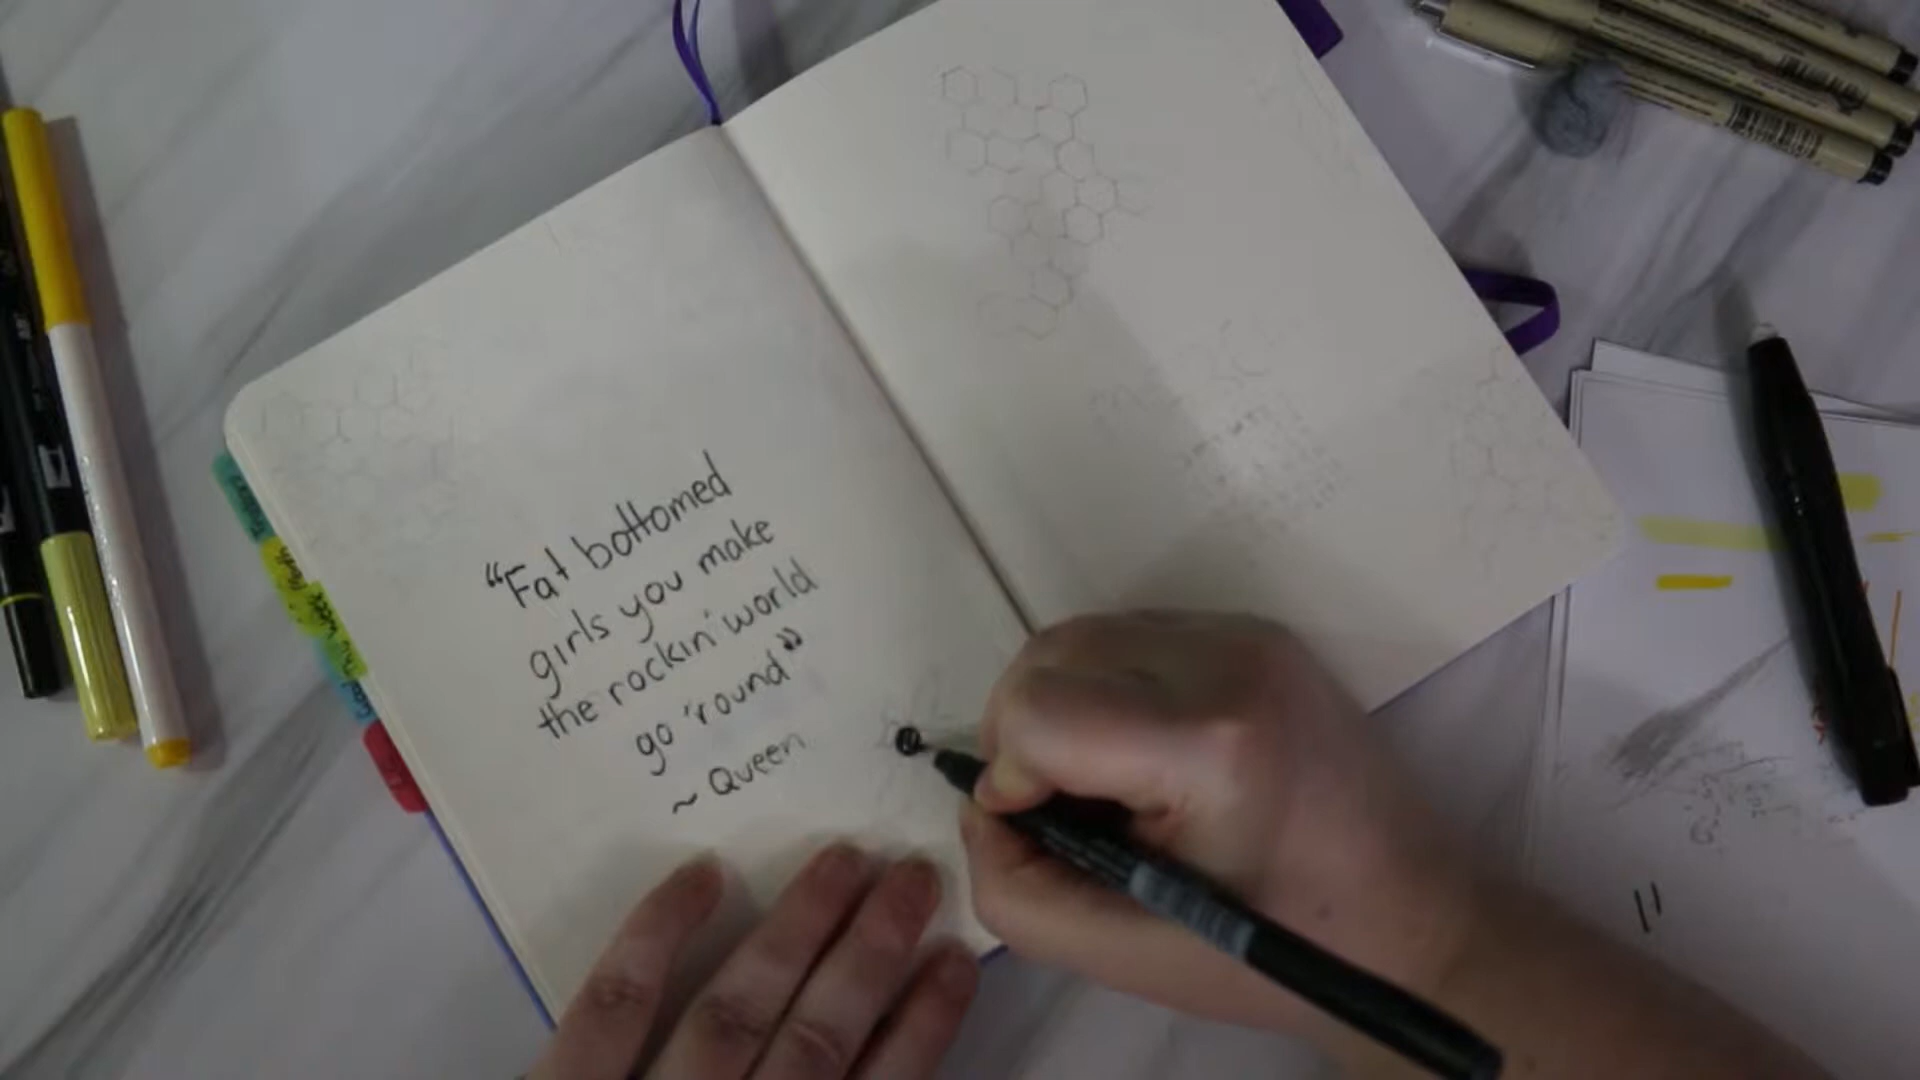 “Fat bottomed
girls you make
the rockin' world
go 'round”
~ Queen